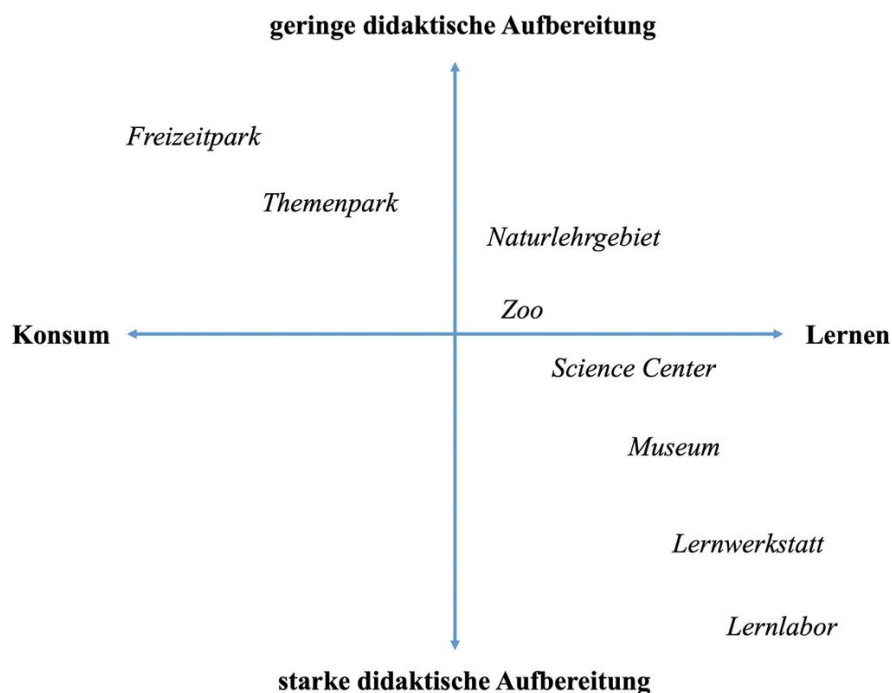 geringe didaktische Aufbereitung
Freizeitpark
Themenpark
Naturlehrgebiet
Zoo
Konsum
Lernen
Science Center
Museum
Lernwerkstatt
Lernlabor
starke didaktische Aufbereitung